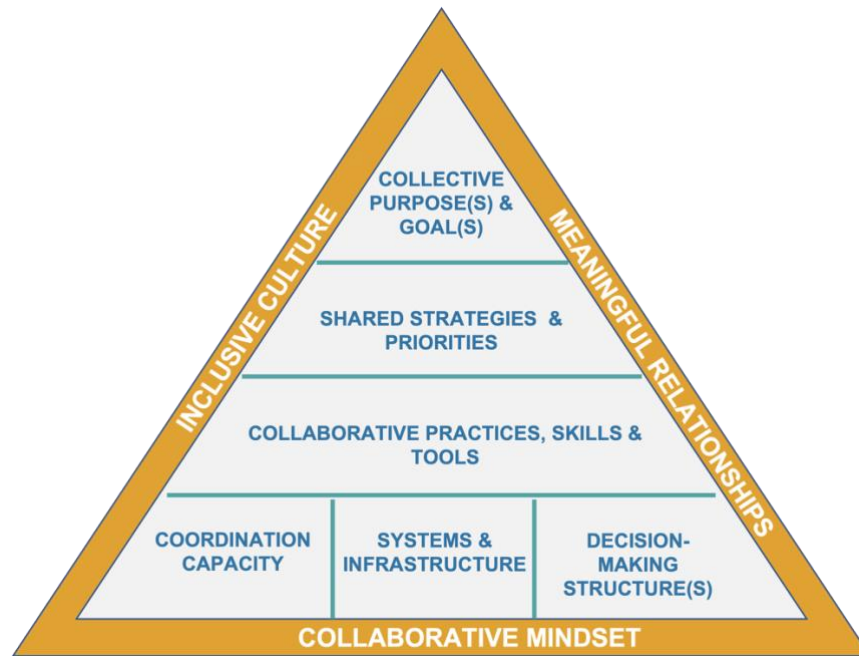 COLLECTIVE
PURPOSE(S) &
GOAL(S)
INCLUSIVE CULTURE
MEANINGFUL RELATIONSHIPS
SHARED STRATEGIES &
PRIORITIES
COLLABORATIVE PRACTICES, SKILLS &
TOOLS
COORDINATION
CAPACITY
SYSTEMS &
INFRASTRUCTURE
DECISION-
MAKING
STRUCTURE(S)
COLLABORATIVE MINDSET